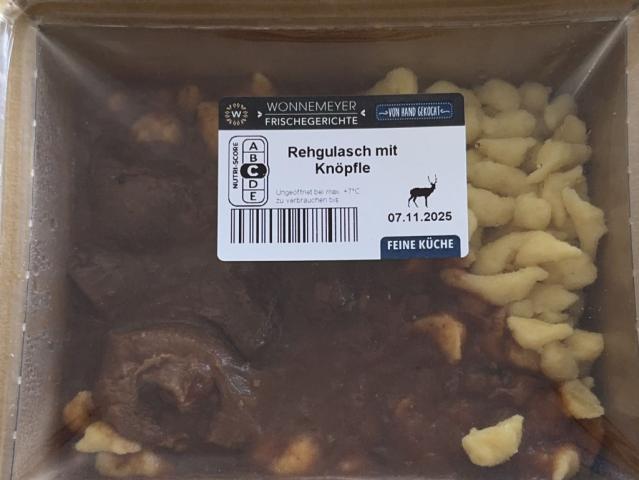 W
WONNEMEYER
FRISCHEGERICHTE
VON HAND GEKOCHT
NUTRI-SCORE
A
B
C
D
E
Rehgulasch mit
Knöpfle
Ungeöffnet bei max. +7°C
zu verbrauchen bis
07.11.2025
FEINE KÜCHE